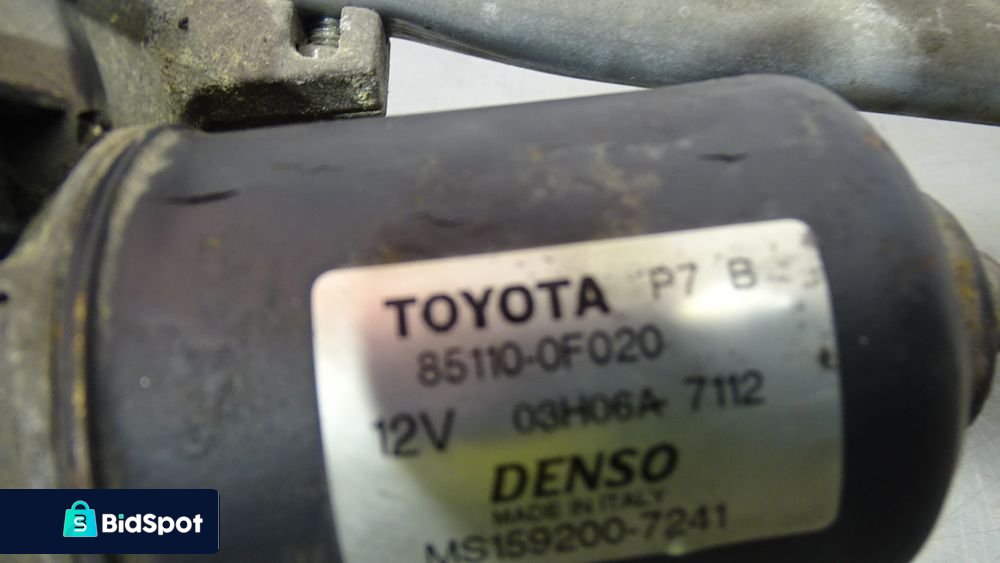 TOYOTA P7 B
85110-0F020
12V 03H06A 7112
DENSO
MADE IN ITALY
MS159200-7241
BidSpot